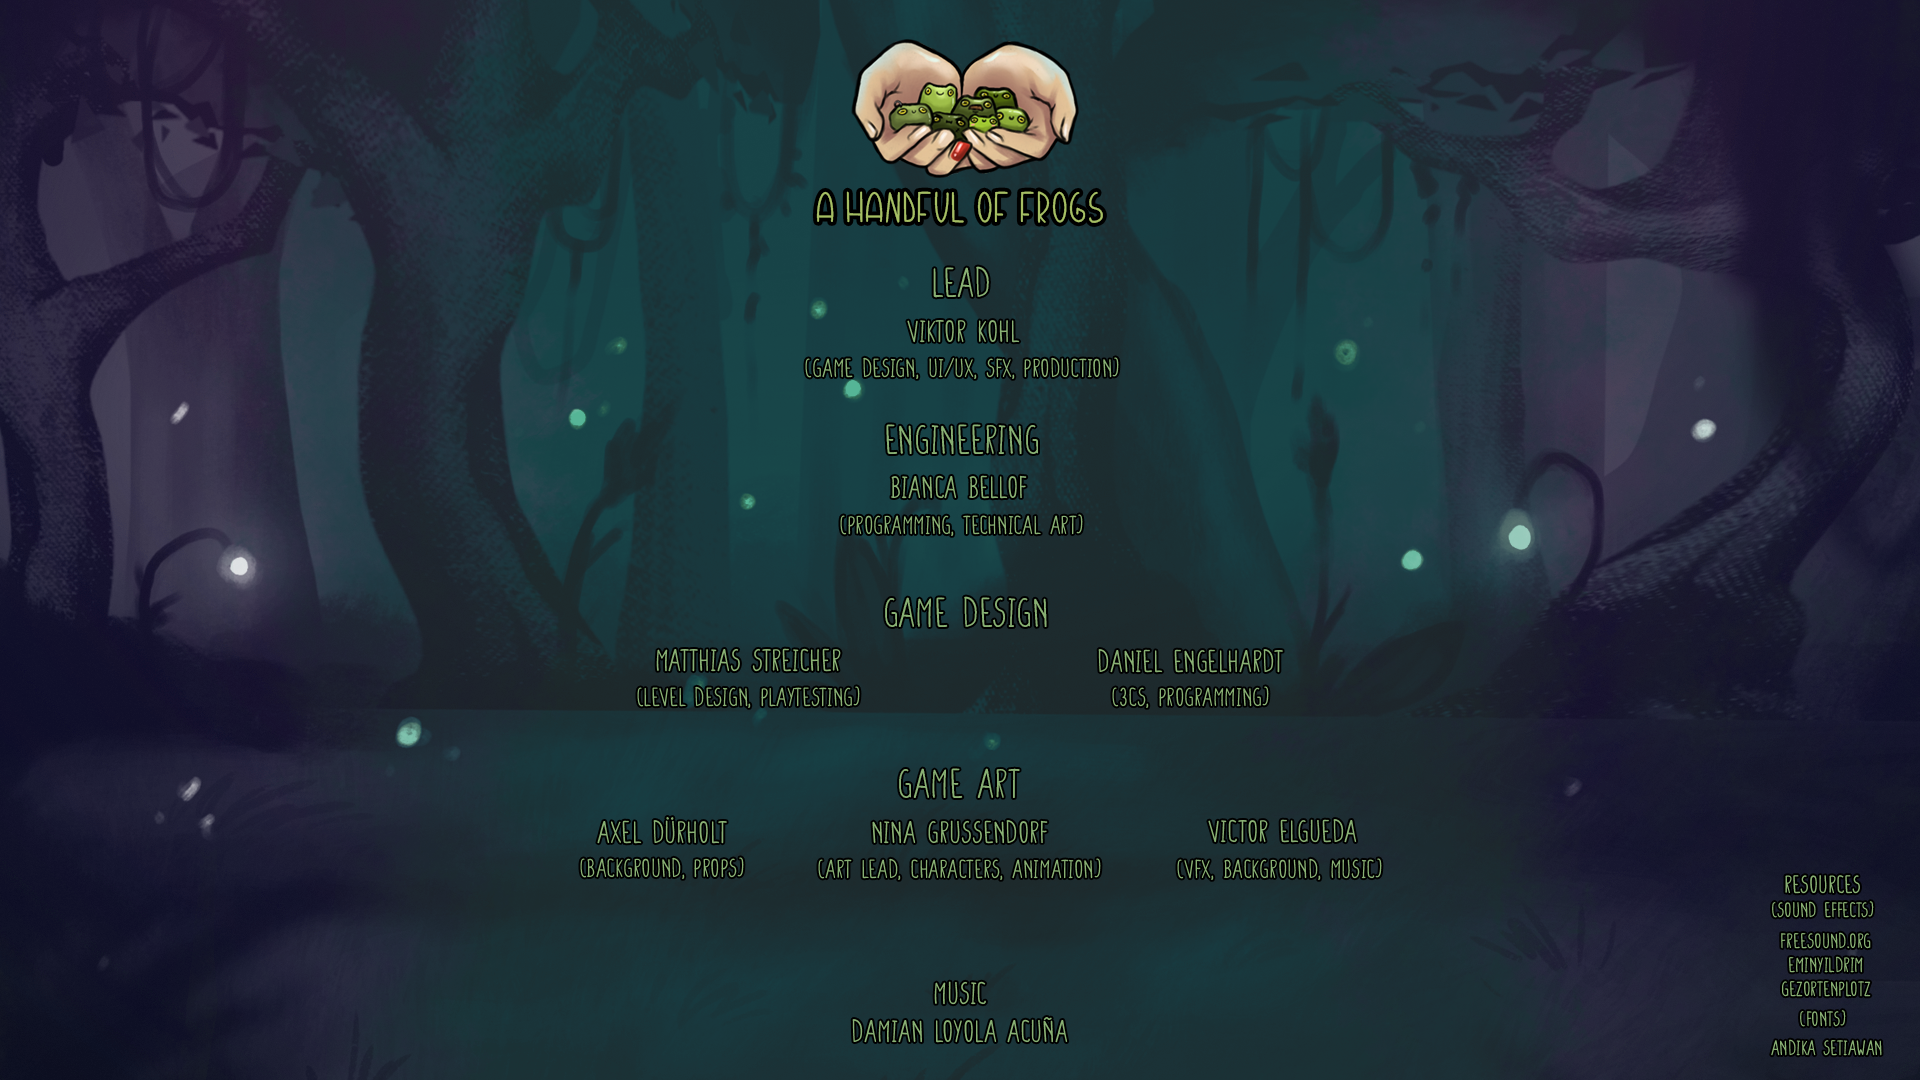 A HANDFUL OF FROGS
LEAD
VIKTOR KOHL
(GAME DESIGN, UI/UX, SFX, PRODUCTION)
ENGINEERING
BIANCA BELLOF
(PROGRAMMING, TECHNICAL ART)
GAME DESIGN
MATTHIAS STREICHER
(LEVEL DESIGN, PLAYTESTING)
DANIEL ENGELHARDT
(3CS, PROGRAMMING)
GAME ART
AXEL DÜRHOLT
(BACKGROUND, PROPS)
NINA GRUSSENDORF
(ART LEAD, CHARACTERS, ANIMATION)
VICTOR ELGUEDA
(VFX, BACKGROUND, MUSIC)
MUSIC
DAMIAN LOYOLA ACUÑA
RESOURCES
(SOUND EFFECTS)
FREESOUND.ORG
EMINYILDRIM
GEZORTENPLOTZ
(FONTS)
ANDIKA SETIAWAN